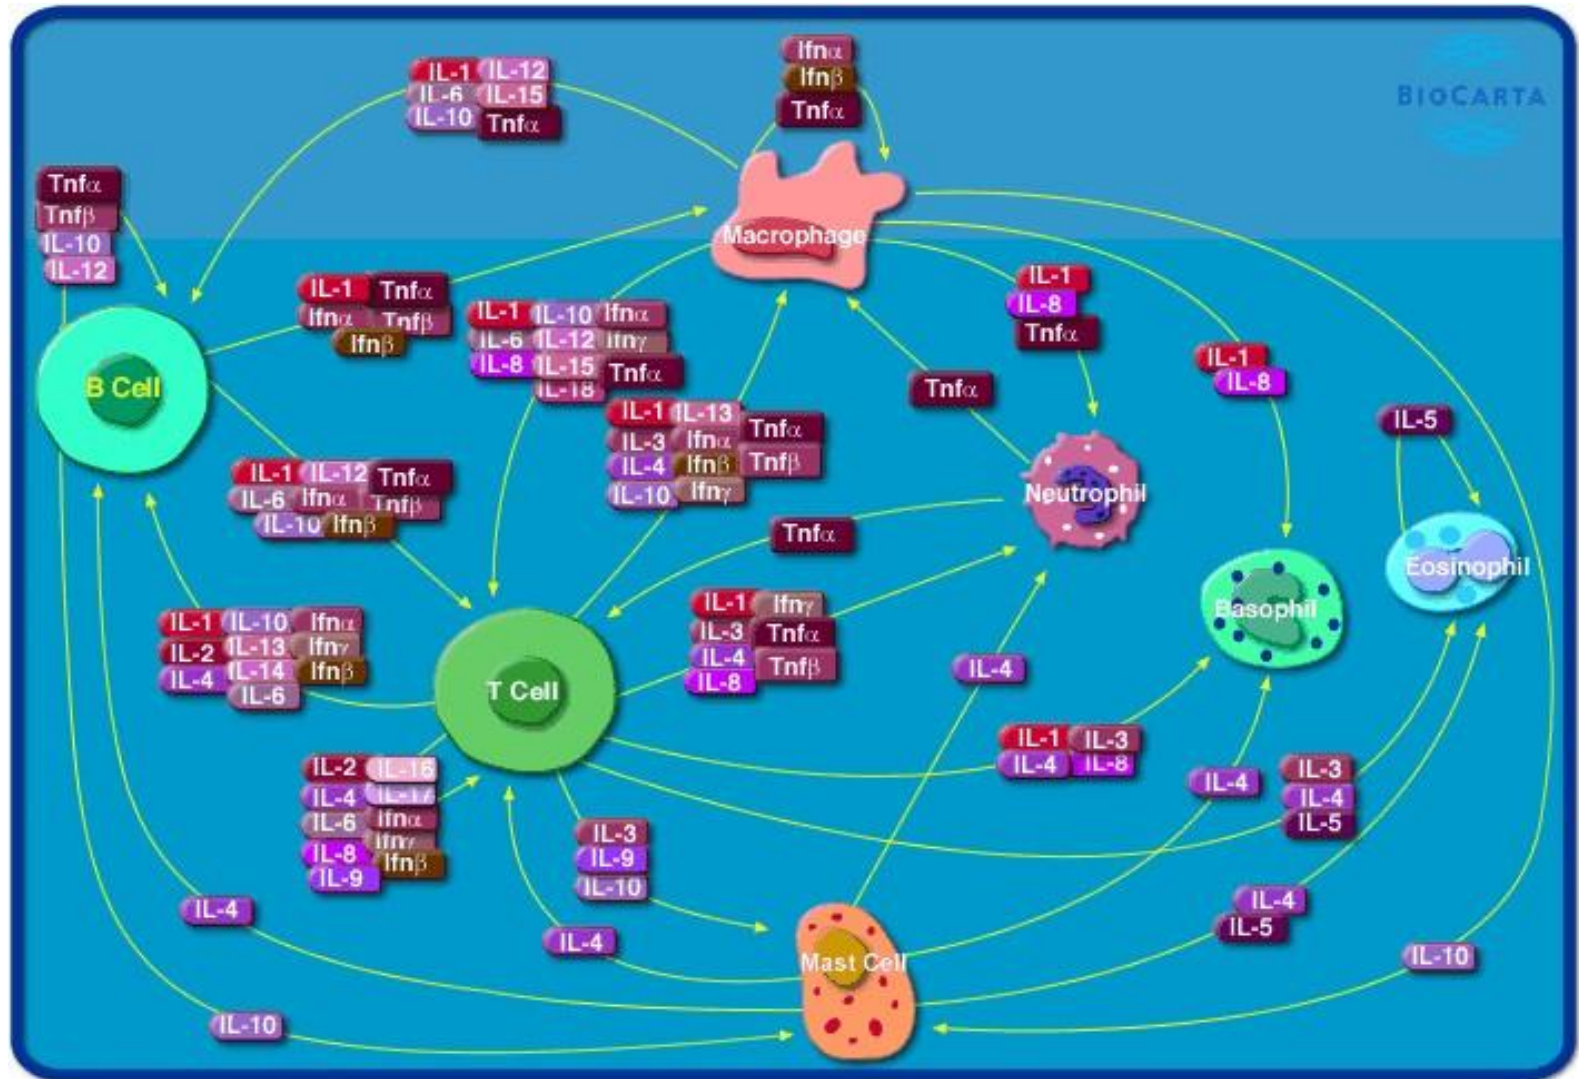 BIOCARTA
Ifnα
Ifnβ
Tnfα
IL-1 IL-12
IL-6 IL-15
IL-10 Tnfα
Tnfα
Tnfβ
IL-10
IL-12
Macrophage
IL-1 Tnfα
Ifnα Tnfβ
Ifnβ
IL-1 IL-10 Ifnα
IL-6 IL-12 Ifnγ
IL-8 IL-15 Tnfα
IL-18
IL-1
IL-8
Tnfα
IL-1
IL-8
B Cell
Tnfα
IL-1 IL-13 Tnfα
IL-3 Ifnα
IL-4 Ifnβ Tnfβ
IL-10 Ifnγ
IL-5
IL-1 IL-12 Tnfα
IL-6 Ifnα Tnfβ
IL-10 Ifnβ
Neutrophil
Tnfα
Eosinophil
Basophil
IL-1 Ifnγ
IL-3 Tnfα
IL-4 Tnfβ
IL-8
IL-1 IL-10 Ifnα
IL-2 IL-13 Ifnγ
IL-4 IL-14 Ifnβ
IL-6
T Cell
IL-4
IL-1 IL-3
IL-4 IL-8
IL-2 IL-16
IL-4 IL-17
IL-6 Ifnα
IL-8 Ifnγ
IL-9 Ifnβ
IL-4
IL-3
IL-4
IL-5
IL-3
IL-9
IL-10
IL-4
IL-4
IL-4
IL-5
Mast Cell
IL-10
IL-10